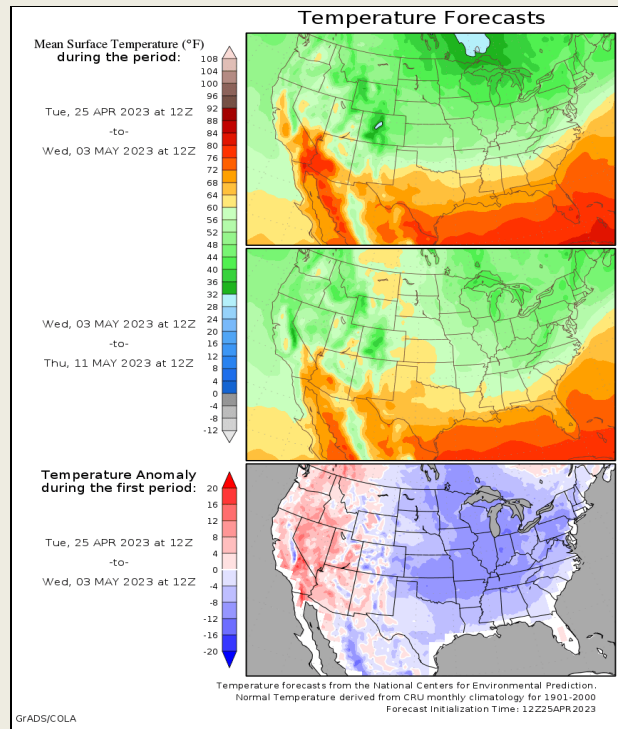 Temperature Forecasts
Mean Surface Temperature (°F)
during the period:
108
104
100
96
92
88
84
80
76
72
68
64
60
56
52
48
44
40
36
32
28
24
20
16
12
8
4
0
-4
-8
-12
Tue, 25 APR 2023 at 12Z
-to-
Wed, 03 MAY 2023 at 12Z
Wed, 03 MAY 2023 at 12Z
-to-
Thu, 11 MAY 2023 at 12Z
Temperature Anomaly
during the first period:
20
16
12
8
4
0
-4
-8
-12
-16
-20
Tue, 25 APR 2023 at 12Z
-to-
Wed, 03 MAY 2023 at 12Z
Temperature forecasts from the National Centers for Environmental Prediction.
Normal Temperature derived from CRU monthly climatology for 1901-2000
Forecast Initialization Time: 12Z25APR2023
GrADS/COLA